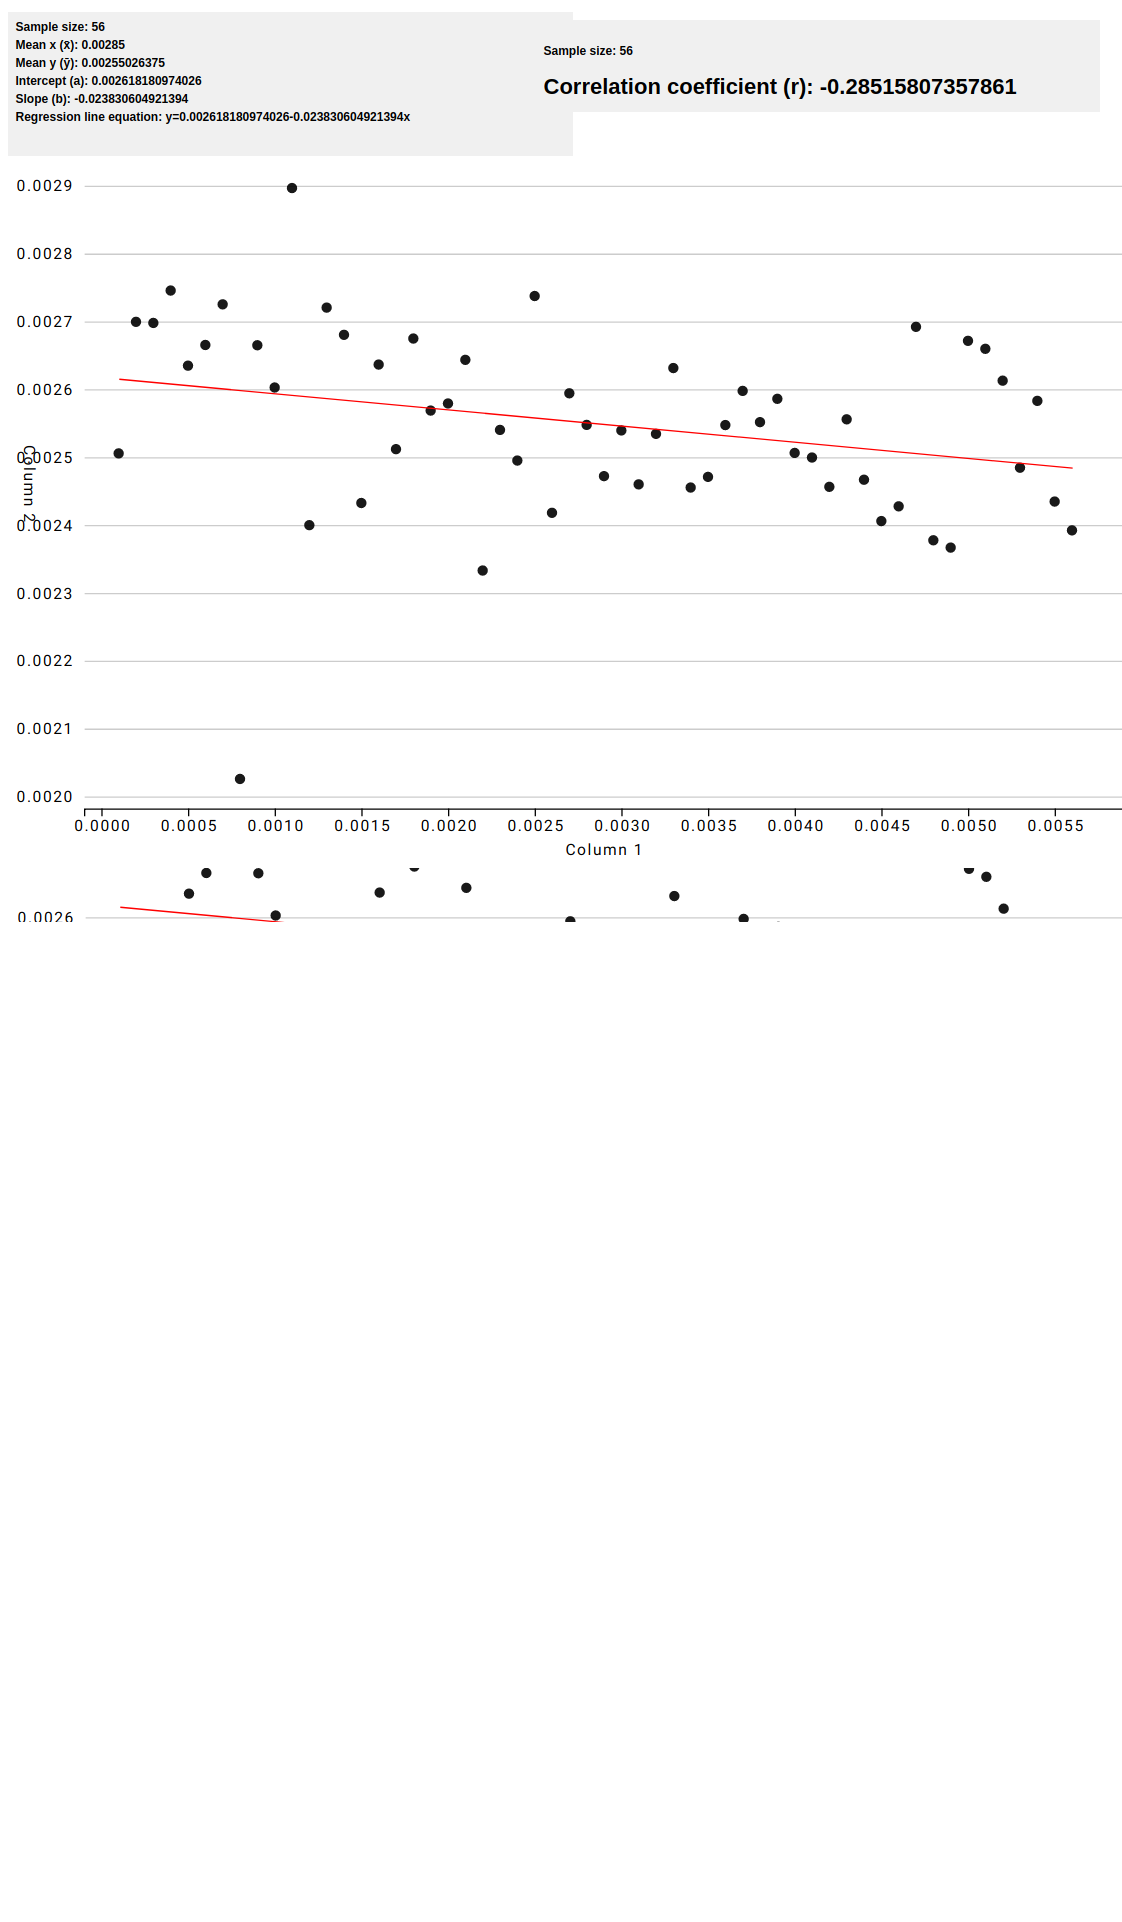 Sample size: 56
Mean x (x̄): 0.00285
Mean y (ȳ): 0.00255026375
Intercept (a): 0.002618180974026
Slope (b): -0.023830604921394
Regression line equation: y=0.002618180974026-0.023830604921394x
Sample size: 56
Correlation coefficient (r): -0.28515807357861
0.0029
0.0028
0.0027
0.0026
0.0025
0.0024
0.0023
0.0022
0.0021
0.0020
Column 2
0.0000 0.0005 0.0010 0.0015 0.0020 0.0025 0.0030 0.0035 0.0040 0.0045 0.0050 0.0055
Column 1
0.0026